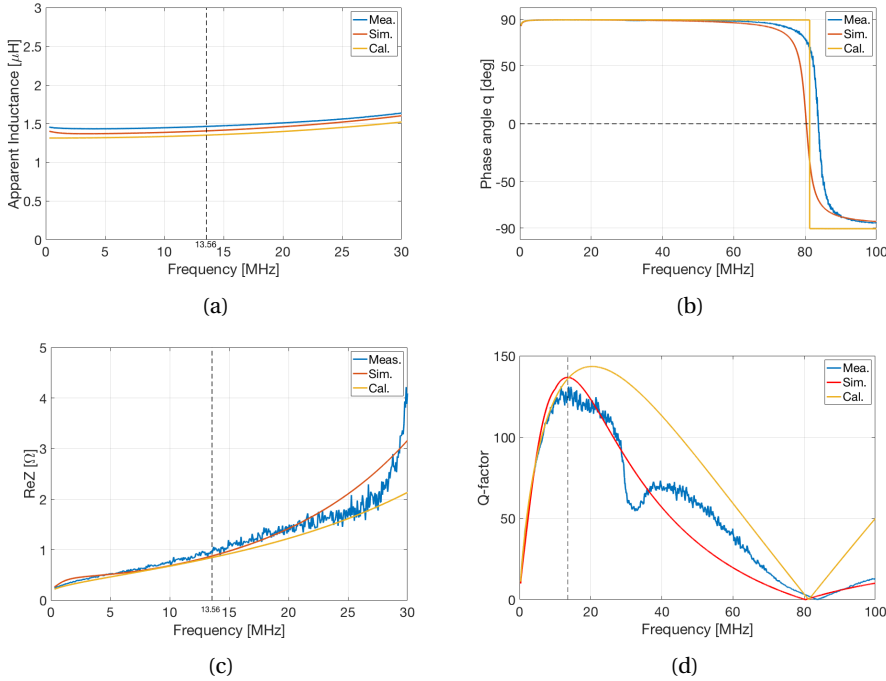 3
2.5
2
1.5
1
0.5
0
Apparent Inductance [μH]
Mea.
Sim.
Cal.
0 5 10 13.56 15 20 25 30
Frequency [MHz]
(a)
90
50
0
-50
-90
Phase angle q [deg]
Mea.
Sim.
Cal.
0 20 40 60 80 100
Frequency [MHz]
(b)
5
4
3
2
1
0
ReZ [Ω]
Meas.
Sim.
Cal.
0 5 10 13.56 15 20 25 30
Frequency [MHz]
(c)
150
100
50
0
Q-factor
Mea.
Sim.
Cal.
0 20 40 60 80 100
Frequency [MHz]
(d)